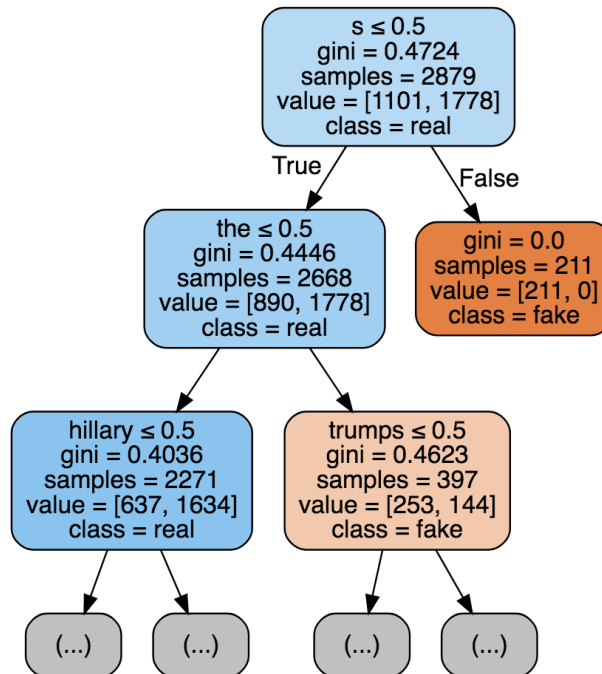 s ≤ 0.5
gini = 0.4724
samples = 2879
value = [1101, 1778]
class = real
True
False
the ≤ 0.5
gini = 0.4446
samples = 2668
value = [890, 1778]
class = real
gini = 0.0
samples = 211
value = [211, 0]
class = fake
hillary ≤ 0.5
gini = 0.4036
samples = 2271
value = [637, 1634]
class = real
trumps ≤ 0.5
gini = 0.4623
samples = 397
value = [253, 144]
class = fake
(...)
(...)
(...)
(...)